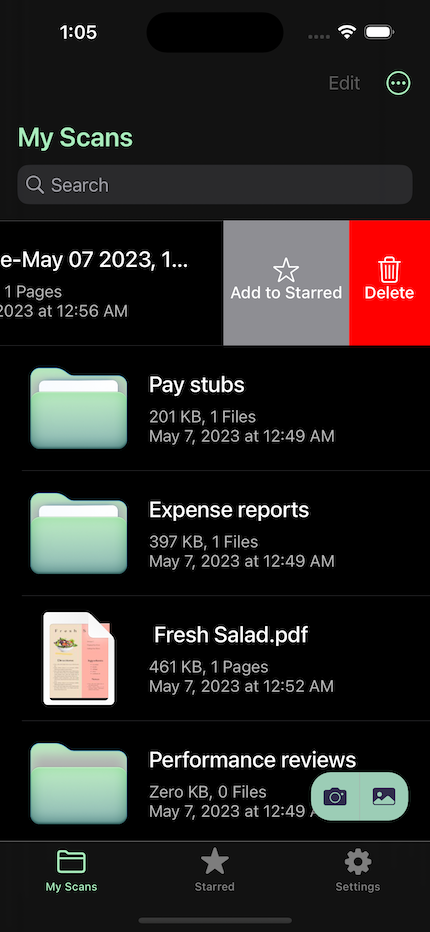 1:05
Edit
My Scans
Search
e-May 07 2023, 1...
1 Pages
2023 at 12:56 AM
Add to Starred
Delete
Pay stubs
201 KB, 1 Files
May 7, 2023 at 12:49 AM
Expense reports
397 KB, 1 Files
May 7, 2023 at 12:49 AM
Fresh Salad.pdf
461 KB, 1 Pages
May 7, 2023 at 12:52 AM
Performance reviews
Zero KB, 0 Files
May 7, 2023 at 12:49
My Scans
Starred
Settings